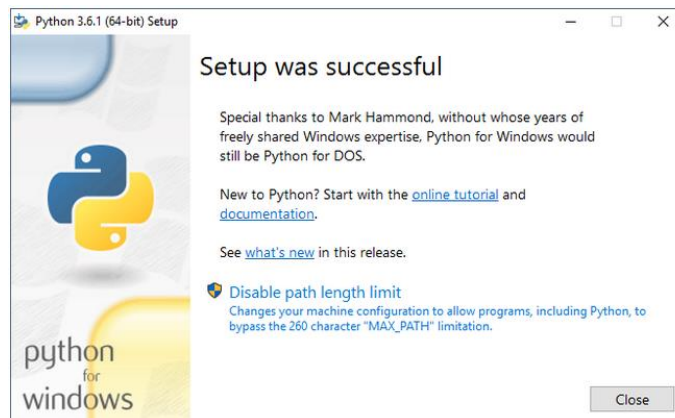 Python 3.6.1 (64-bit) Setup
Setup was successful
Special thanks to Mark Hammond, without whose years of
freely shared Windows expertise, Python for Windows would
still be Python for DOS.
New to Python? Start with the online tutorial and
documentation.
See what's new in this release.
Disable path length limit
Changes your machine configuration to allow programs, including Python, to
bypass the 260 character "MAX_PATH" limitation.
python
for
windows
Close